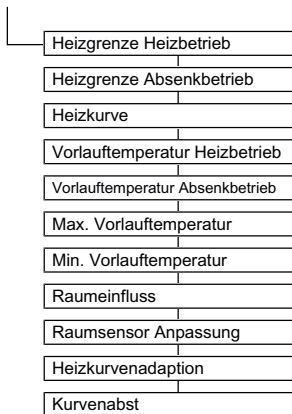 Heizgrenze Heizbetrieb
Heizgrenze Absenkbetrieb
Heizkurve
Vorlauftemperatur Heizbetrieb
Vorlauftemperatur Absenkbetrieb
Max. Vorlauftemperatur
Min. Vorlauftemperatur
Raumeinfluss
Raumsensor Anpassung
Heizkurvenadaption
Kurvenabst